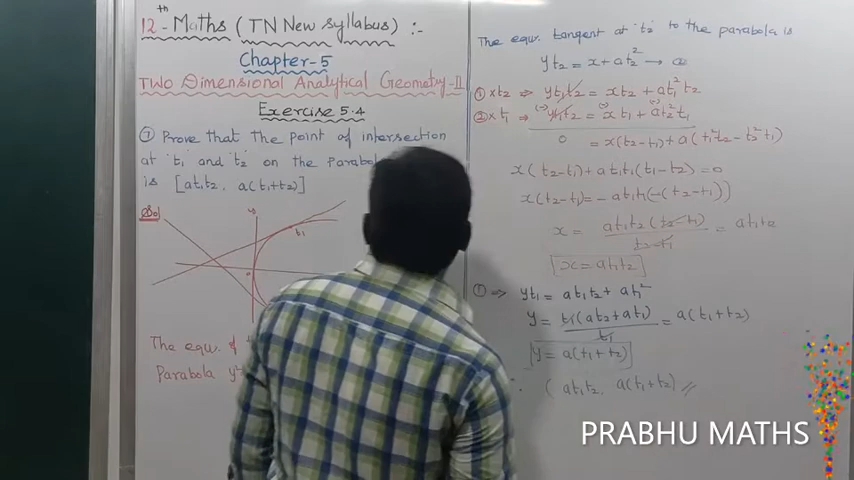 12th Maths (TN New syllabus) :-
Chapter-5
TWO Dimensional Analytical Geometry-II
Exercise 5.4
⑦ Prove that the point of intersection
at 't₁' and 't₂' on the Parabola
is [at₁t₂, a(t₁+t₂)]
Sol
y
t₁
o
The equ. of
Parabola y²
The equ. tangent at 't₂' to the parabola is
yt₂ = x + at₂² → ②
① × t₂ ⇒ yt₁t₂ = xt₂ + at₁²t₂
② × t₁ ⇒ yt₁t₂ = xt₁ + at₂²t₁
(-) (-) (-)
0 = x(t₂-t₁) + a(t₁²t₂ - t₂²t₁)
x(t₂-t₁) + at₁t₂(t₁-t₂) = 0
x(t₂-t₁) = -at₁t₂(-(t₂-t₁))
x = at₁t₂(t₂-t₁) / t₂-t₁ = at₁t₂
x = at₁t₂
① ⇒ yt₁ = at₁t₂ + at₁²
y = t₁(at₂+at₁) / t₁ = a(t₁+t₂)
y = a(t₁+t₂)
∴ (at₁t₂, a(t₁+t₂)) //
PRABHU MATHS